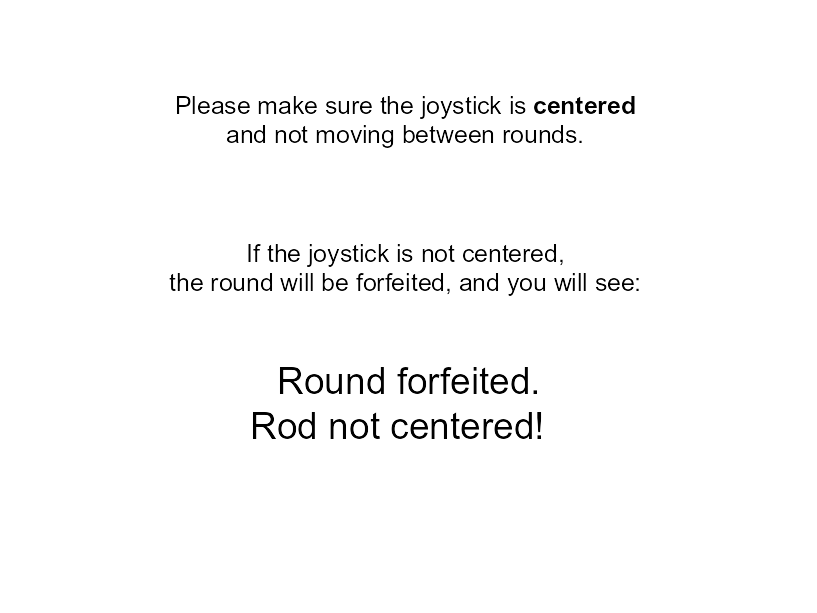 Please make sure the joystick is centered
and not moving between rounds.
If the joystick is not centered,
the round will be forfeited, and you will see:
Round forfeited.
Rod not centered!